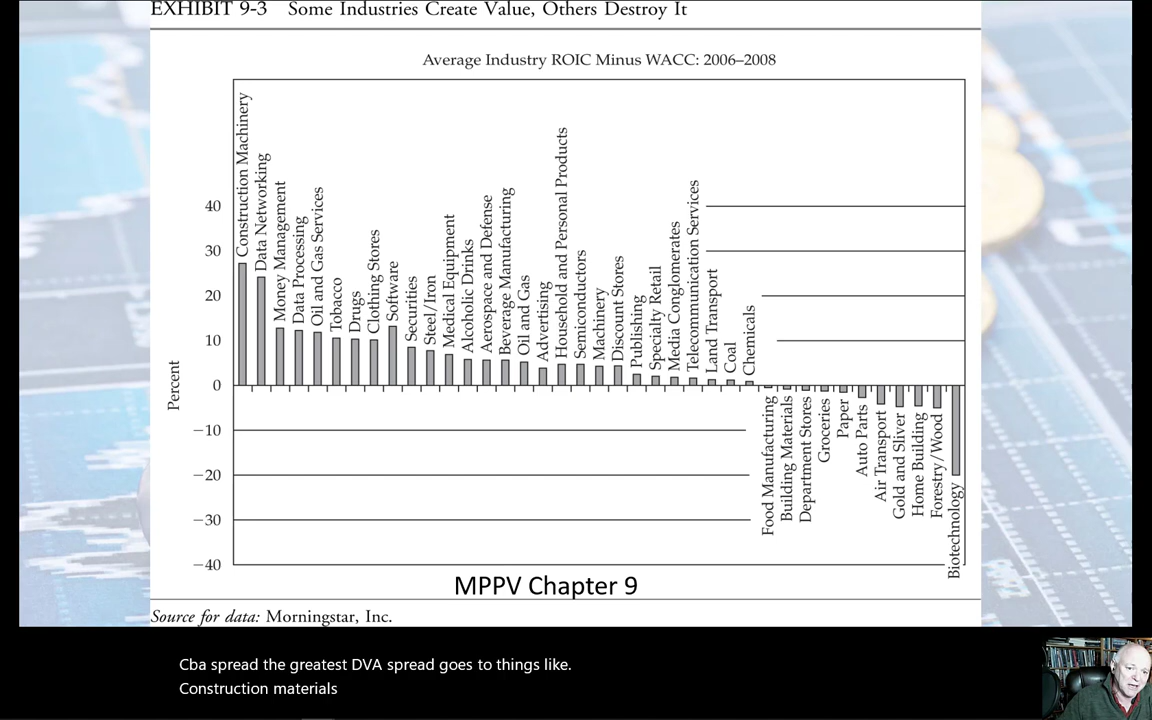 EXHIBIT 9-3 Some Industries Create Value, Others Destroy It
Average Industry ROIC Minus WACC: 2006–2008
Percent
40
30
20
10
0
−10
−20
−30
−40
Construction Machinery
Data Networking
Money Management
Data Processing
Oil and Gas Services
Tobacco
Drugs
Clothing Stores
Software
Securities
Steel/Iron
Medical Equipment
Alcoholic Drinks
Aerospace and Defense
Beverage Manufacturing
Oil and Gas
Advertising
Household and Personal Products
Semiconductors
Machinery
Discount Stores
Publishing
Specialty Retail
Media Conglomerates
Telecommunication Services
Land Transport
Coal
Chemicals
Food Manufacturing
Building Materials
Department Stores
Groceries
Paper
Auto Parts
Air Transport
Gold and Sliver
Home Building
Forestry/Wood
Biotechnology
MPPV Chapter 9
Source for data: Morningstar, Inc.
Cba spread the greatest DVA spread goes to things like.
Construction materials